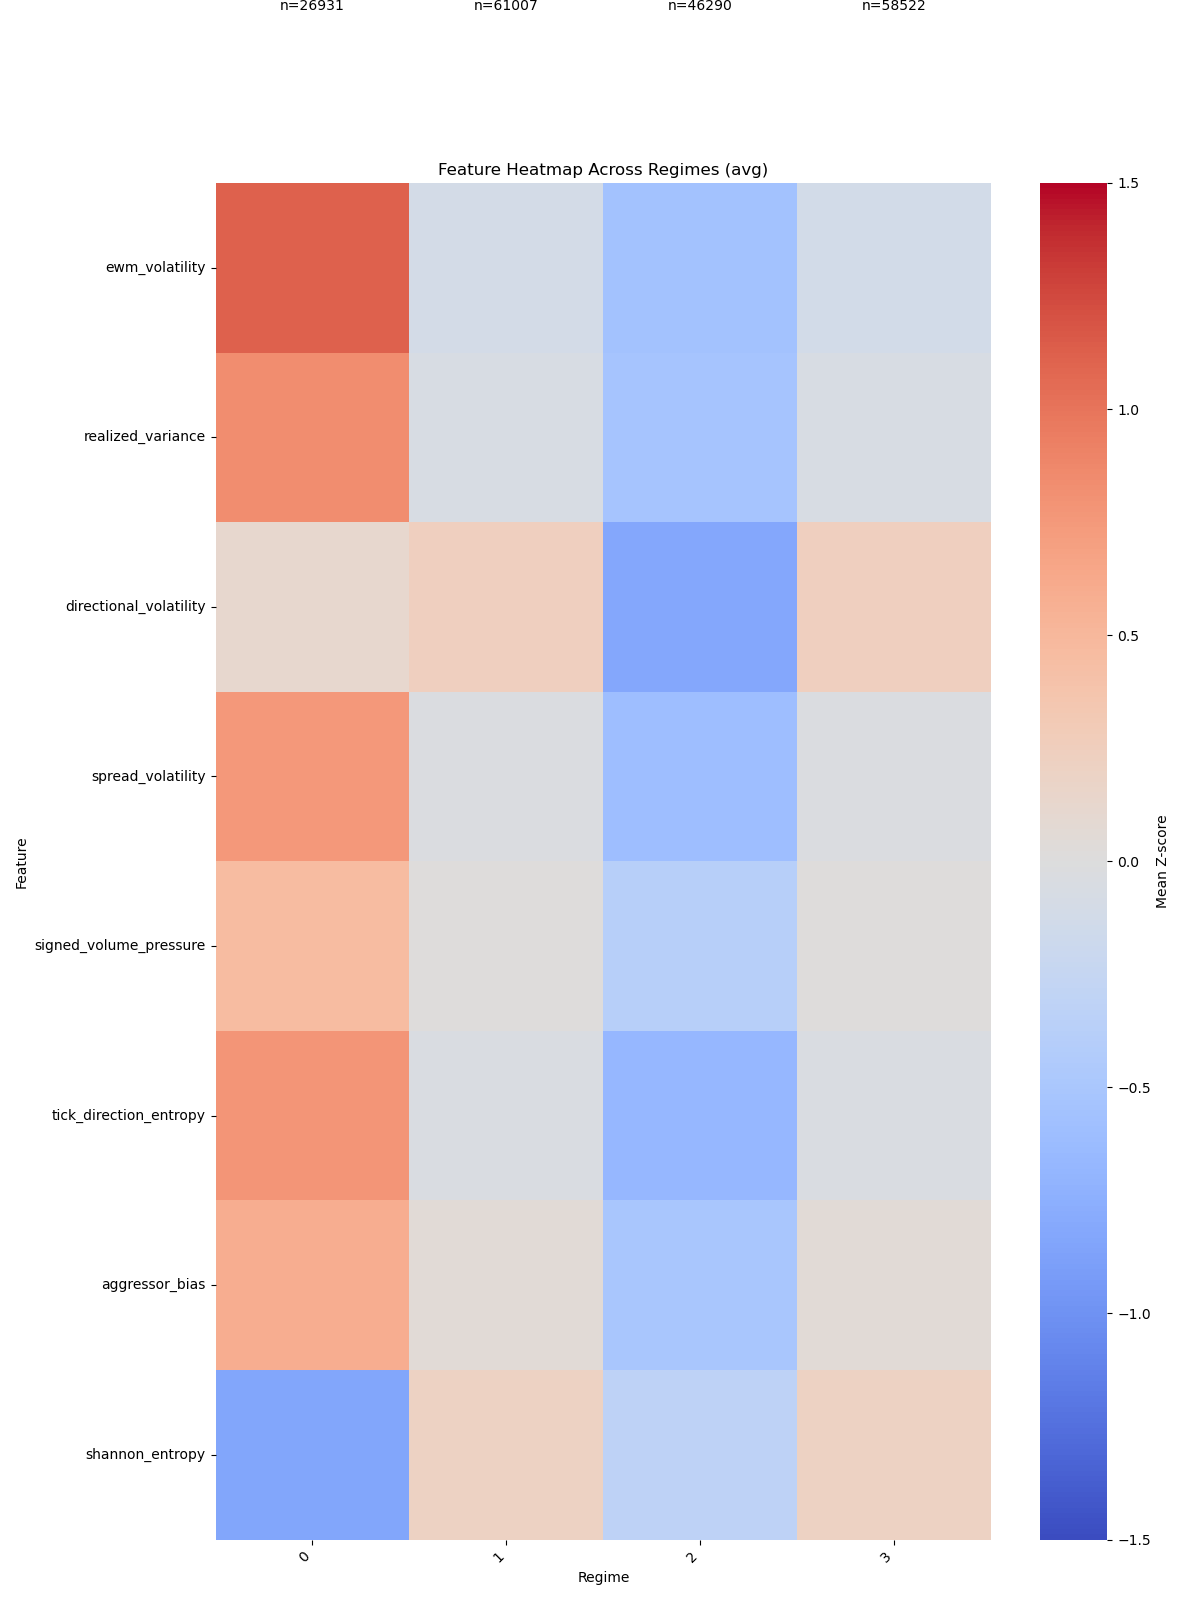 n=26931 n=61007 n=46290 n=58522
Feature Heatmap Across Regimes (avg)
ewm_volatility
realized_variance
directional_volatility
spread_volatility
signed_volume_pressure
tick_direction_entropy
aggressor_bias
shannon_entropy
Feature
0 1 2 3
Regime
1.5
1.0
0.5
0.0
−0.5
−1.0
−1.5
Mean Z-score